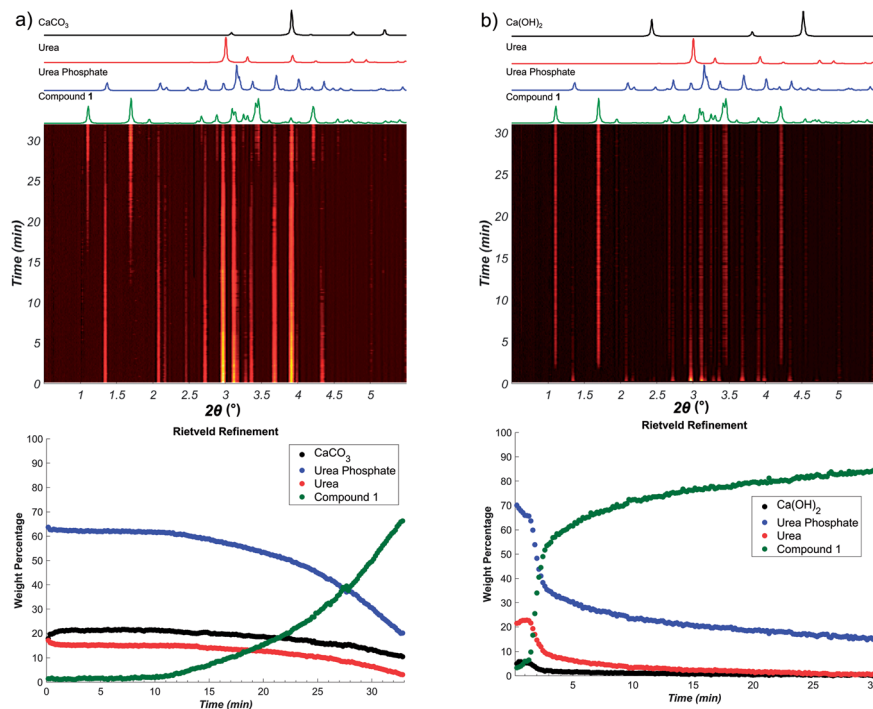 a)
CaCO3
Urea
Urea Phosphate
Compound 1
30
25
20
15
10
5
0
Time (min)
1 1.5 2 2.5 3 3.5 4 4.5 5
2θ (°)
Rietveld Refinement
100
90
80
70
60
50
40
30
20
10
0
Weight Percentage
CaCO3
Urea Phosphate
Urea
Compound 1
0 5 10 15 20 25 30
Time (min)
b)
Ca(OH)2
Urea
Urea Phosphate
Compound 1
30
25
20
15
10
5
0
Time (min)
1 1.5 2 2.5 3 3.5 4 4.5 5
2θ (°)
Rietveld Refinement
100
90
80
70
60
50
40
30
20
10
0
Weight Percentage
Ca(OH)2
Urea Phosphate
Urea
Compound 1
5 10 15 20 25 30
Time (min)